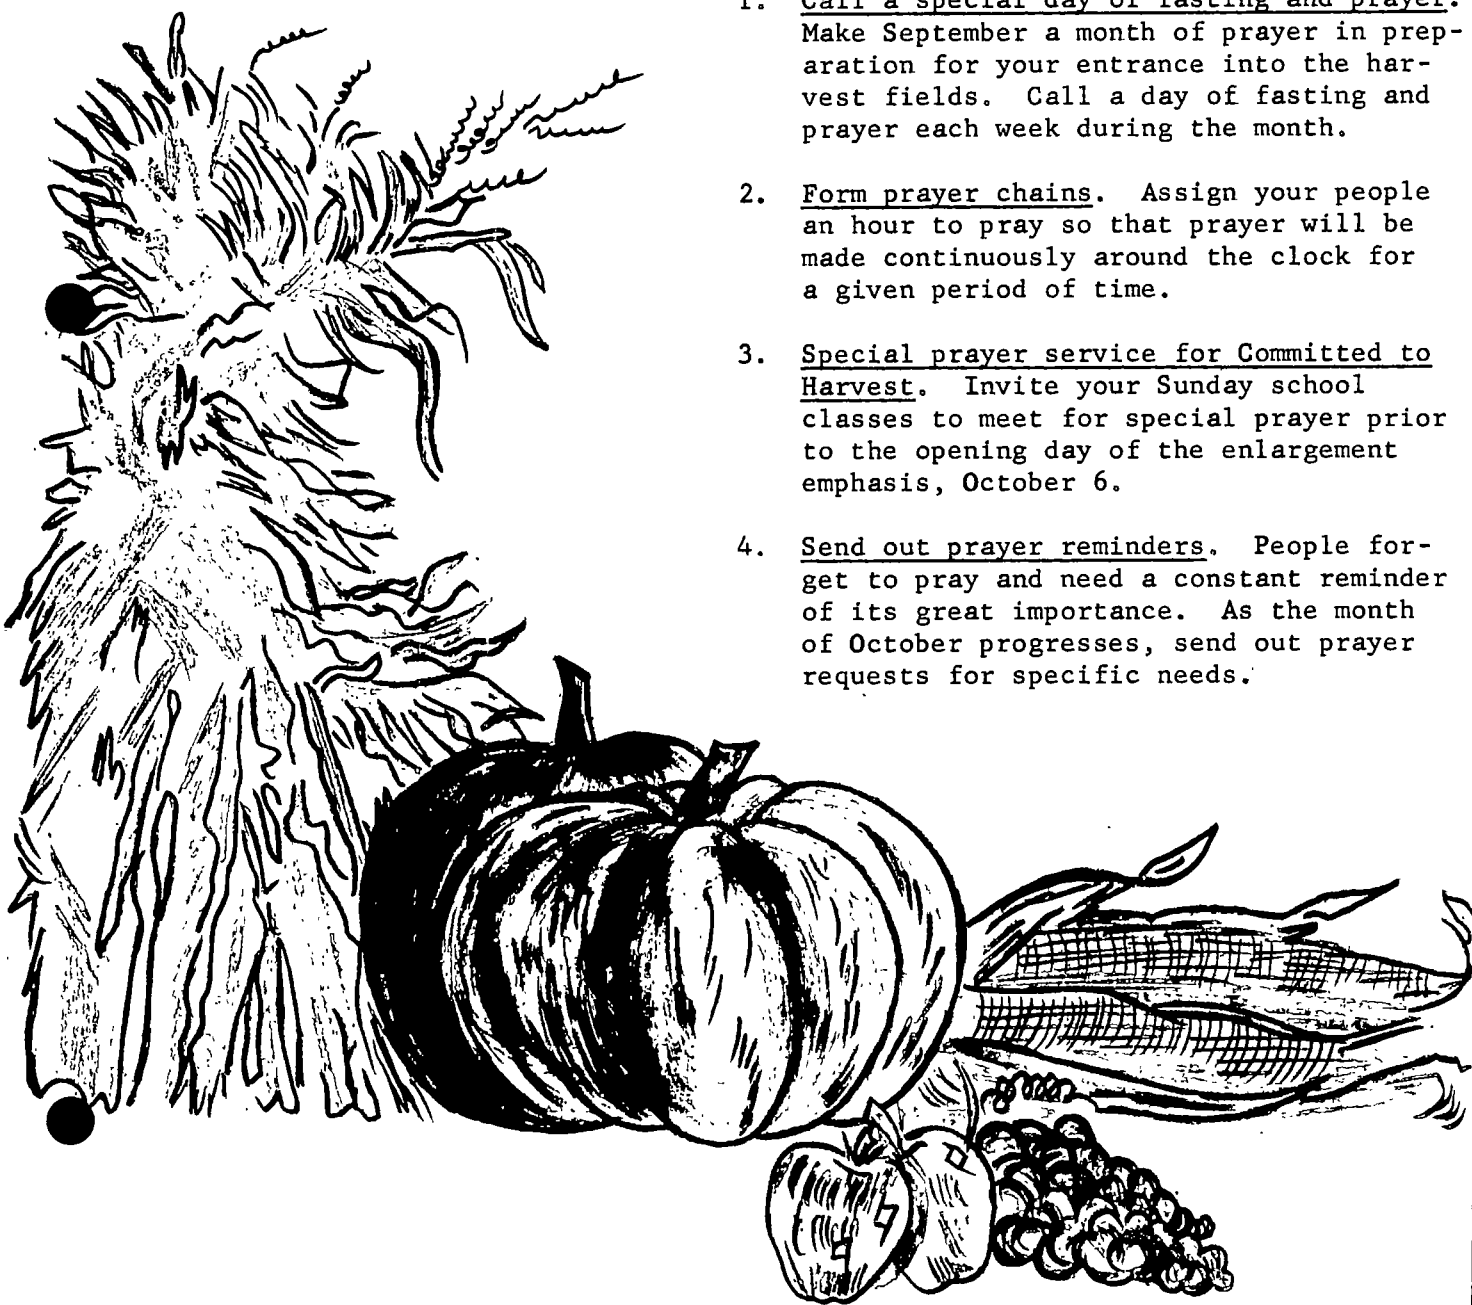 1. Call a special day of fasting and prayer.
Make September a month of prayer in prep-
aration for your entrance into the har-
vest fields. Call a day of fasting and
prayer each week during the month.
2. Form prayer chains. Assign your people
an hour to pray so that prayer will be
made continuously around the clock for
a given period of time.
3. Special prayer service for Committed to
Harvest. Invite your Sunday school
classes to meet for special prayer prior
to the opening day of the enlargement
emphasis, October 6.
4. Send out prayer reminders. People for-
get to pray and need a constant reminder
of its great importance. As the month
of October progresses, send out prayer
requests for specific needs.